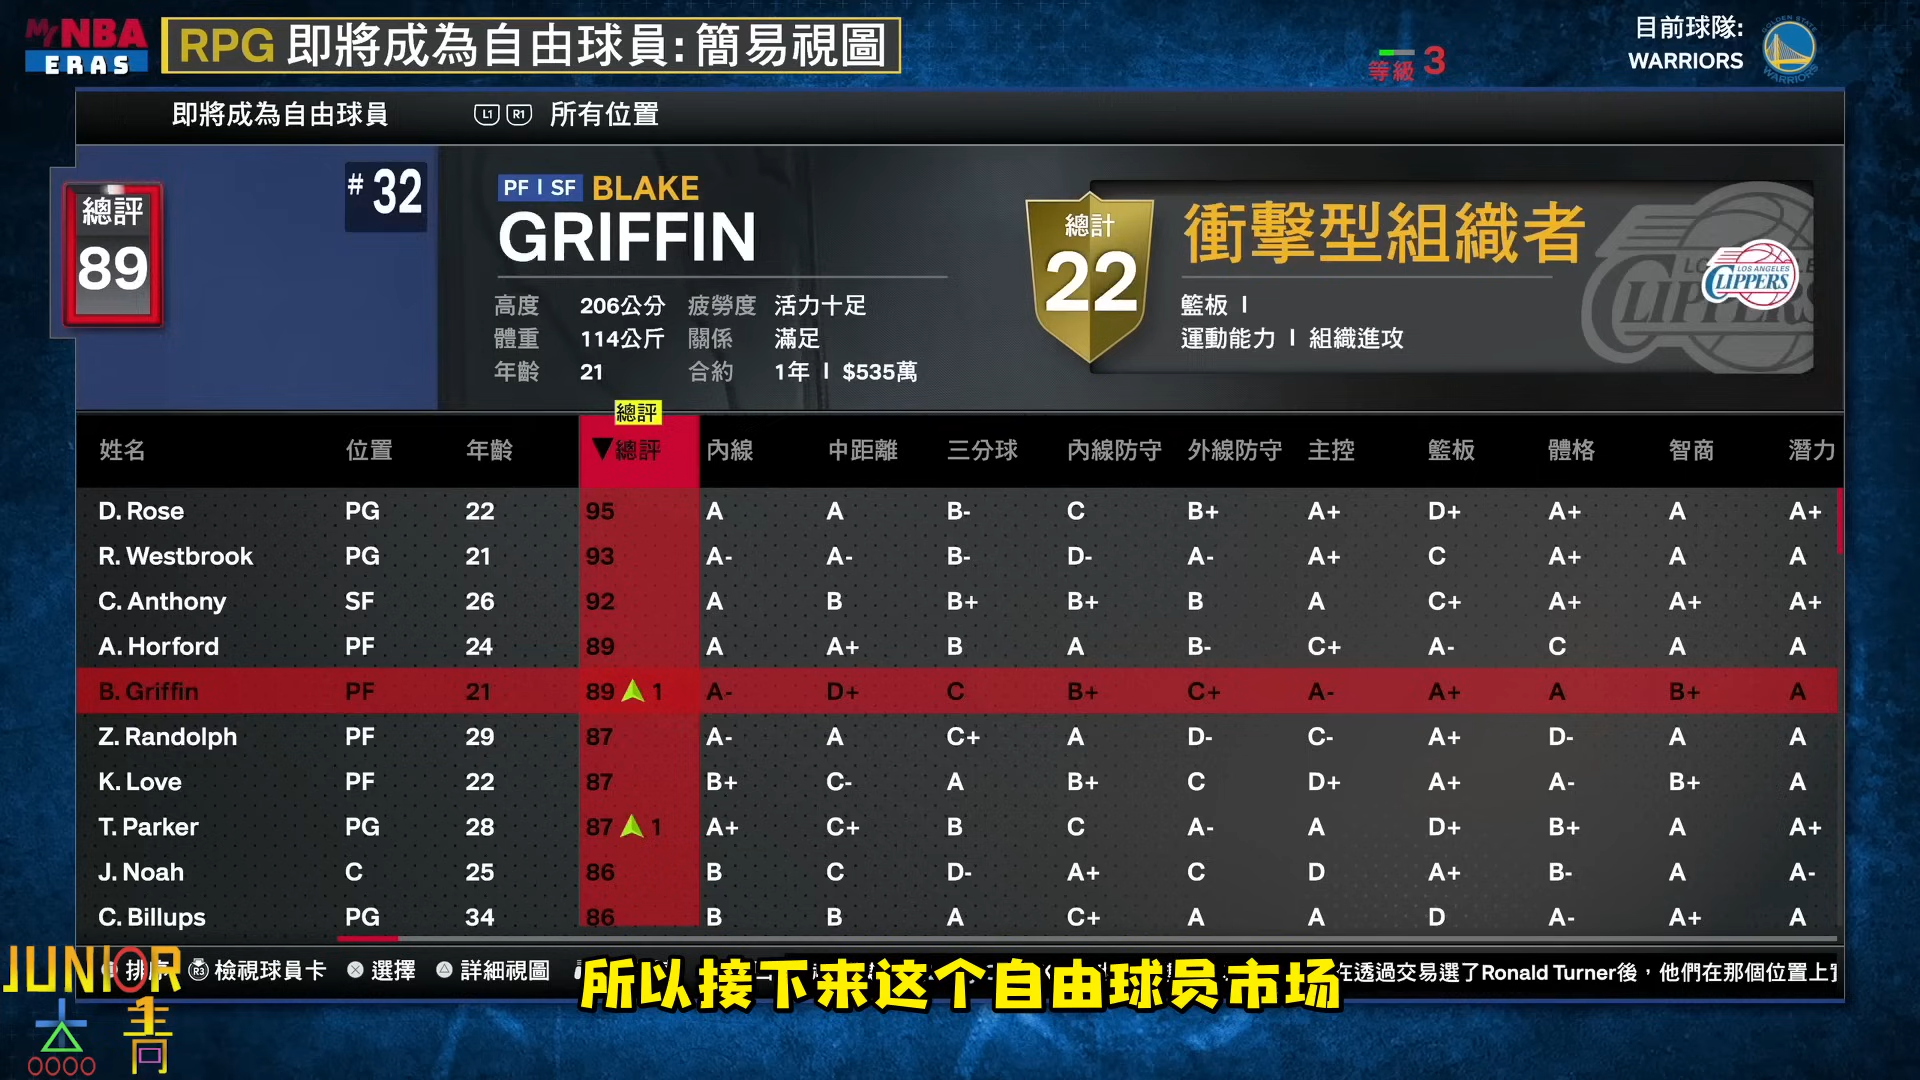 MyNBA
ERAS
RPG 即將成為自由球員:簡易視圖
等級 3
目前球隊:
WARRIORS
即將成為自由球員 L1 R1 所有位置
總評
89
#32
PF | SF BLAKE
GRIFFIN
高度 206公分 疲勞度 活力十足
體重 114公斤 關係 滿足
年齡 21 合約 1年 | $535萬
總計
22
衝擊型組織者
籃板 |
運動能力 | 組織進攻
LOS ANGELES
CLIPPERS
總評
姓名 位置 年齡 ▼總評 內線 中距離 三分球 內線防守 外線防守 主控 籃板 體格 智商 潛力
D. Rose PG 22 95 A A B- C B+ A+ D+ A+ A A+
R. Westbrook PG 21 93 A- A- B- D- A- A+ C A+ A A
C. Anthony SF 26 92 A B B+ B+ B A C+ A+ A+ A+
A. Horford PF 24 89 A A+ B A B- C+ A- C A A
B. Griffin PF 21 89 1 A- D+ C B+ C+ A- A+ A B+ A
Z. Randolph PF 29 87 A- A C+ A D- C- A+ D- A A
K. Love PF 22 87 B+ C- A B+ C D+ A+ A- B+ A
T. Parker PG 28 87 1 A+ C+ B C A- A D+ B+ A A+
J. Noah C 25 86 B C D- A+ C D A+ B- A A-
C. Billups PG 34 86 B B A C+ A A D A- A+ A
JUNIOR
R3 檢視球員卡 選擇 詳細視圖
在透過交易選了Ronald Turner後，他們在那個位置上
所以接下来这个自由球员市场